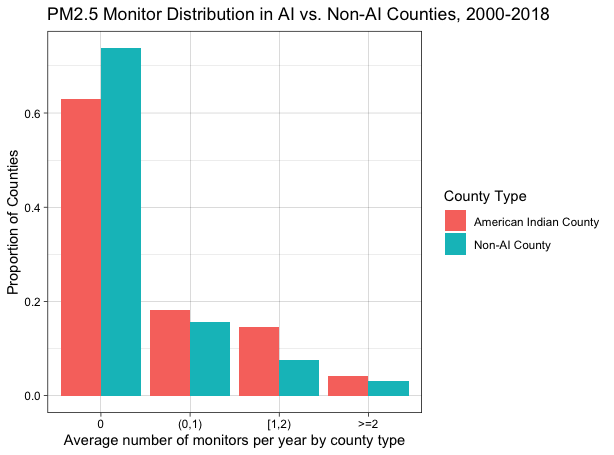 PM2.5 Monitor Distribution in AI vs. Non-AI Counties, 2000-2018
Proportion of Counties
0.6
0.4
0.2
0.0
0 (0,1) [1,2) >=2
Average number of monitors per year by county type
County Type
American Indian County
Non-AI County